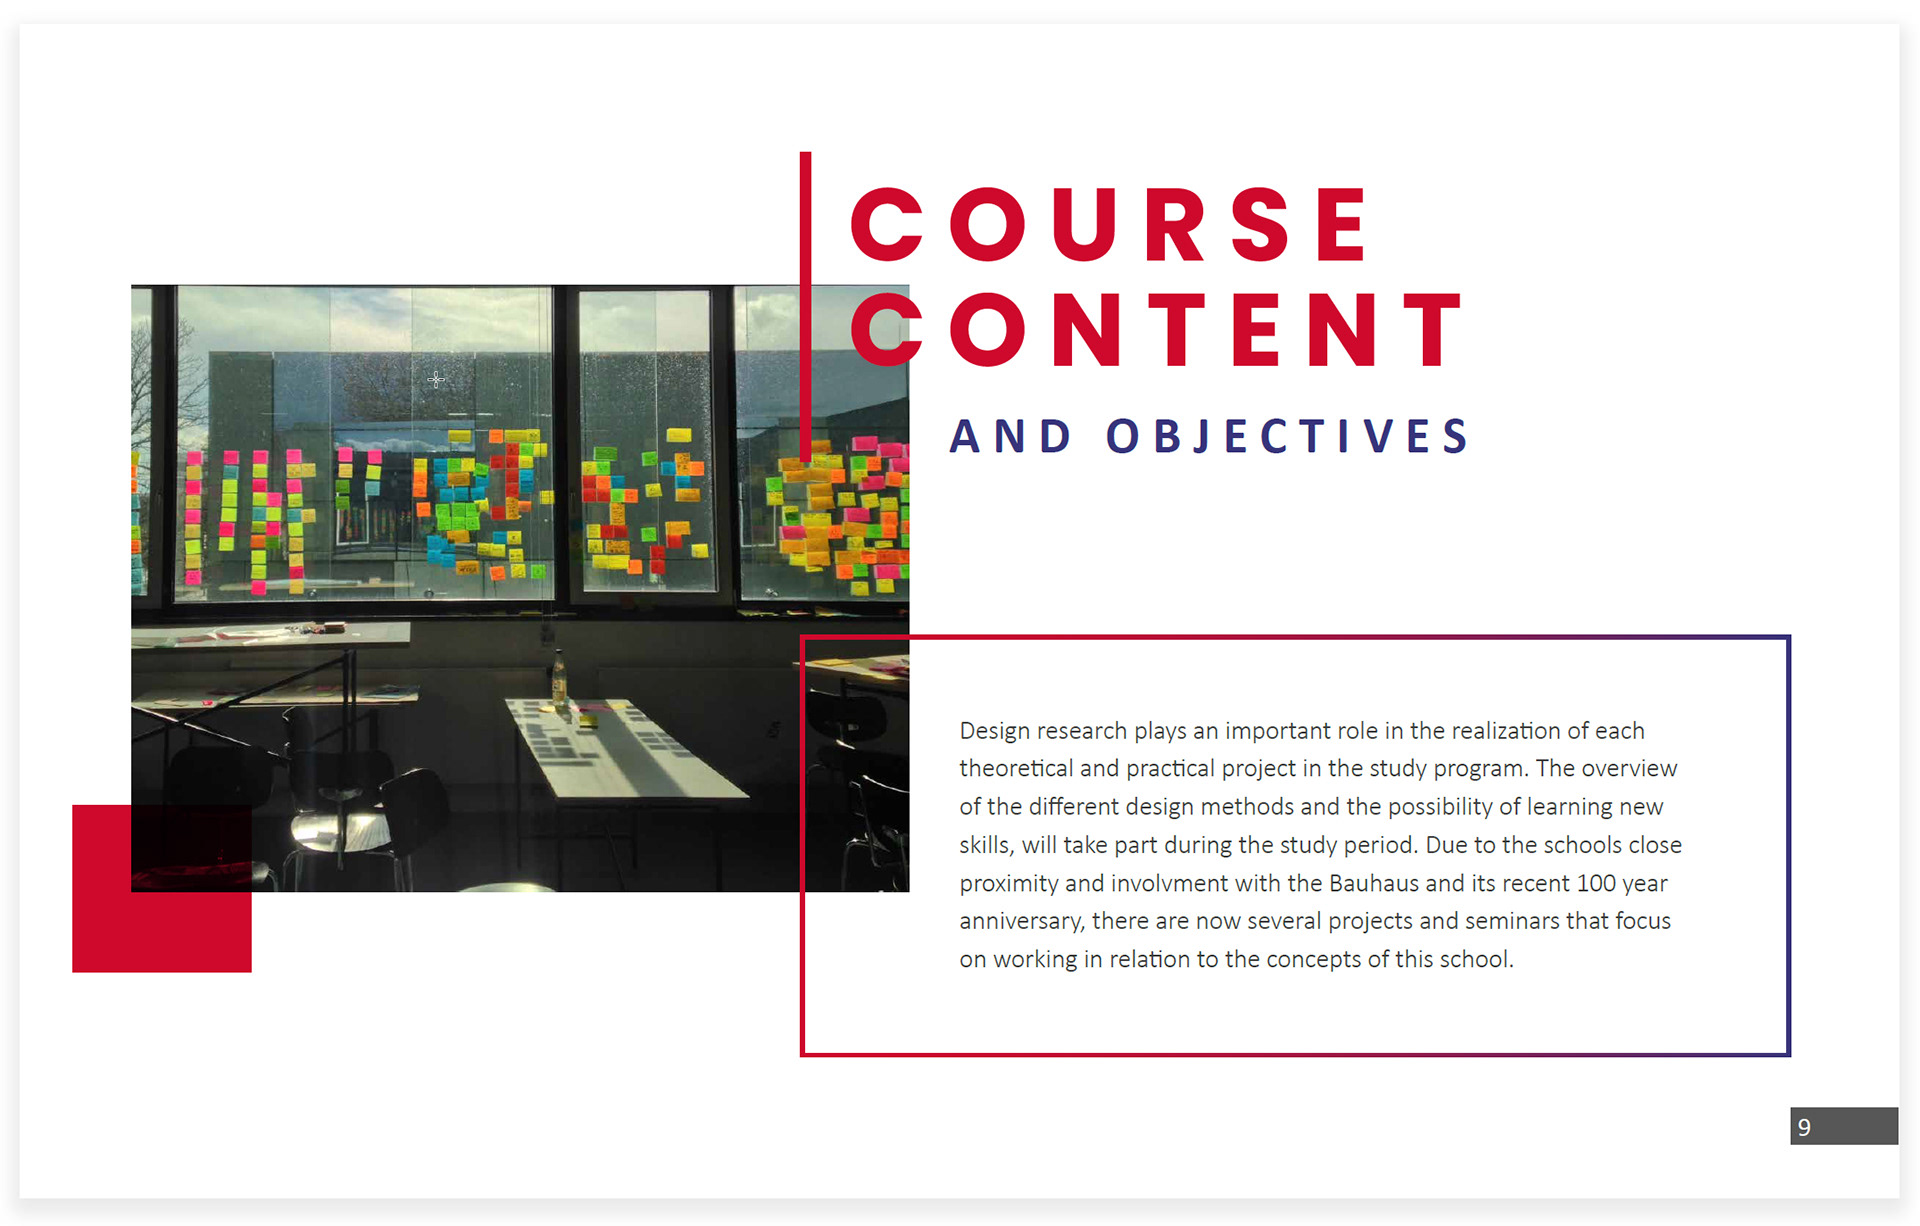 COURSE
CONTENT
AND OBJECTIVES
Design research plays an important role in the realization of each
theoretical and practical project in the study program. The overview
of the different design methods and the possibility of learning new
skills, will take part during the study period. Due to the schools close
proximity and involvment with the Bauhaus and its recent 100 year
anniversary, there are now several projects and seminars that focus
on working in relation to the concepts of this school.
9